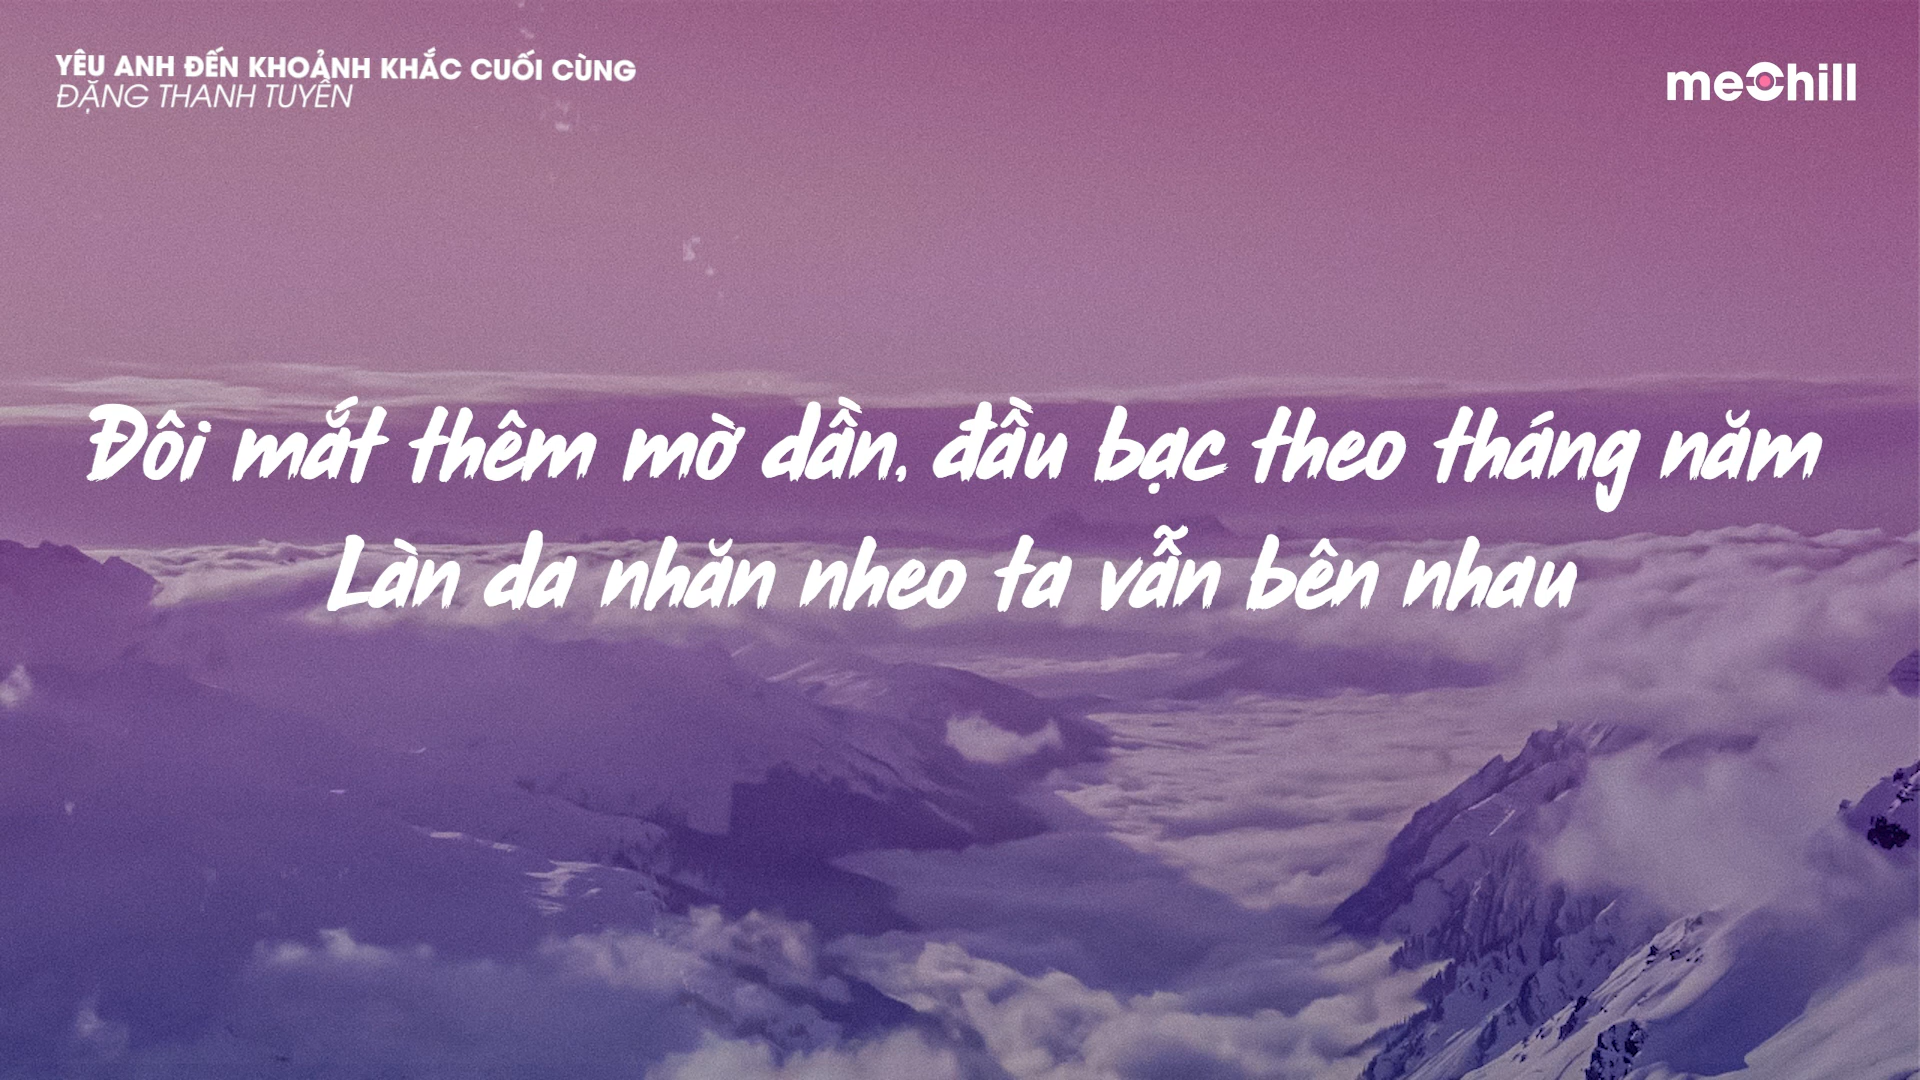 YÊU ANH ĐẾN KHOẢNH KHẮC CUỐI CÙNG
ĐẶNG THANH TUYỀN
mechill
Đôi mắt thêm mờ dần, đầu bạc theo tháng năm
Làn da nhăn nheo ta vẫn bên nhau